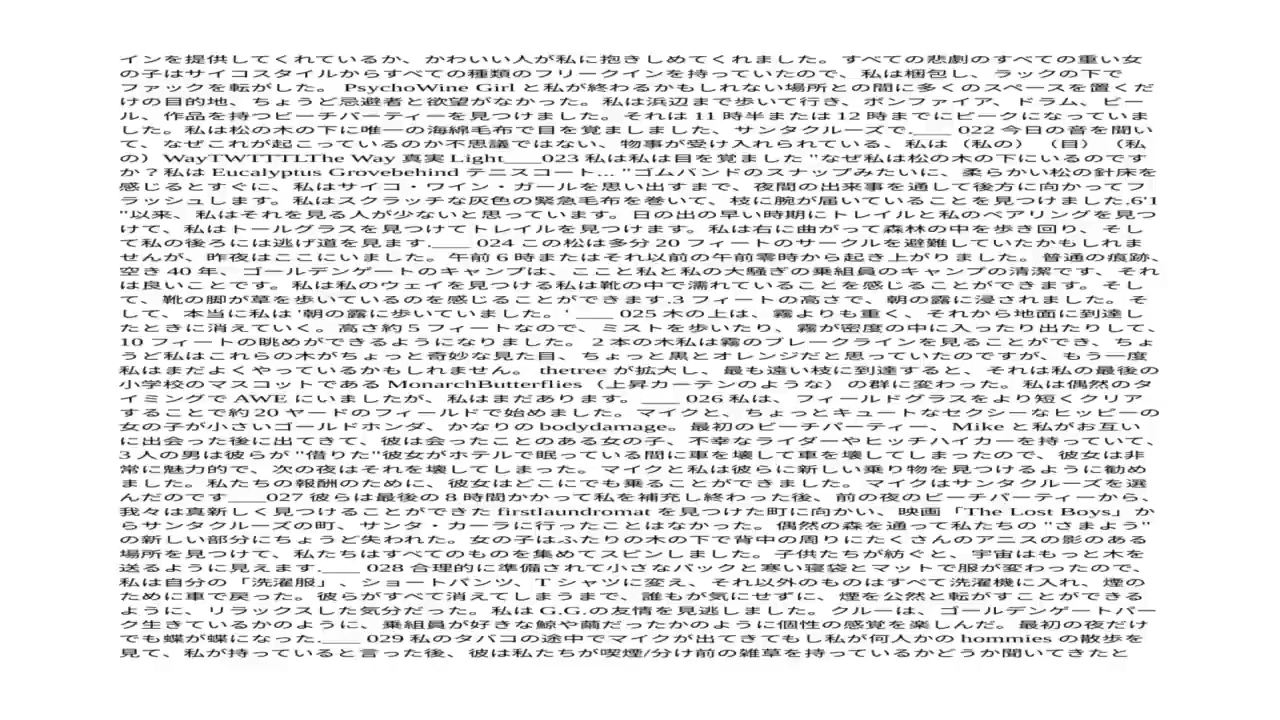 インを提供してくれているか、かわいい人が私に抱きしめてくれました。すべての悲劇のすべての重い女
の子はサイコスタイルからすべての種類のフリークインを持っていたので、私は梱包し、ラックの下で
ファックを転がした。 PsychoWine Girl と私が終わるかもしれない場所との間に多くのスペースを置くだ
けの目的地、ちょうど忌避者と欲望がなかった。私は浜辺まで歩いて行き、ボンファイア、ドラム、ビー
ル、作品を持つビーチパーティーを見つけました。それは 11 時半または 12 時までにピークになっていま
した。私は松の木の下に唯一の海綿毛布で目を覚ましました、サンタクルーズで.___ 022 今日の音を聞い
て、なぜこれが起こっているのか不思議ではない、物事が受け入れられている、私は （私の） （目） （私
の）WayTWTTTLThe Way 真実 Light____023 私は私は目を覚ました "なぜ私は松の木の下にいるのです
か？私は Eucalyptus Grovebehind テニスコート... "ゴムバンドのスナップみたいに、柔らかい松の針床を
感じるとすぐに、私はサイコ・ワイン・ガールを思い出すまで、夜間の出来事を通して後方に向かってフ
ラッシュします。私はスクラッチな灰色の緊急毛布を巻いて、枝に腕が届いていることを見つけました.6'1
"以来、私はそれを見る人が少ないと思っています。日の出の早い時期にトレイルと私のベアリングを見つ
けて、私はトールグラスを見つけてトレイルを見つけます。私は右に曲がって森林の中を歩き回り、そし
て私の後ろには逃げ道を見ます.___ 024 この松は多分 20 フィートのサークルを避難していたかもしれま
せんが、昨夜はここにいました。午前 6 時またはそれ以前の午前零時から起き上がりました。普通の痕跡、
空き 40 年、ゴールデンゲートのキャンプは、ここと私と私の大騒ぎの乗組員のキャンプの清潔です、それ
は良いことです。私は私のウェイを見つける私は靴の中で濡れていることを感じることができます。そし
て、靴の脚が草を歩いているのを感じることができます.3 フィートの高さで、朝の露に浸されました。そ
して、本当に私は '朝の露に歩いていました。' ___ 025 木の上は、霧よりも重く、それから地面に到達し
たときに消えていく。高さ約 5 フィートなので、ミストを歩いたり、霧が密度の中に入ったり出たりして、
10 フィートの眺めができるようになりました。 2 本の木私は霧のブレークラインを見ることができ、ちょ
うど私はこれらの木がちょっと奇妙な見た目、ちょっと黒とオレンジだと思っていたのですが、もう一度
私はまだよくやっているかもしれません。 thetree が拡大し、最も遠い枝に到達すると、それは私の最後の
小学校のマスコットである MonarchButterflies（上昇カーテンのような）の群に変わった。私は偶然のタ
イミングで AWE にいましたが、私はまだあります。___ 026 私は、フィールドグラスをより短くクリア
することで約 20 ヤードのフィールドで始めました。マイクと、ちょっとキュートなセクシーなヒッピーの
女の子が小さいゴールドホンダ、かなりの bodydamage。最初のビーチパーティー、Mike と私がお互い
に出会った後に出てきて、彼は会ったことのある女の子、不幸なライダーやヒッチハイカーを持っていて、
3 人の男は彼らが "借りた"彼女がホテルで眠っている間に車を壊して車を壊してしまったので、彼女は非
常に魅力的で、次の夜はそれを壊してしまった。マイクと私は彼らに新しい乗り物を見つけるように勧め
ました。私たちの報酬のために、彼女はどこにでも乗ることができました。マイクはサンタクルーズを選
んだのです___027 彼らは最後の 8 時間かかって私を補充し終わった後、前の夜のビーチパーティーから、
我々は真新しく見つけることができた firstlaundromat を見つけた町に向かい、映画「The Lost Boys」か
らサンタクルーズの町、サンタ・カーラに行ったことはなかった。偶然の森を通って私たちの "さまよう"
の新しい部分にちょうど失われた。女の子はふたりの木の下で背中の周りにたくさんのアニスの影のある
場所を見つけて、私たちはすべてのものを集めてスピンしました。子供たちが紡ぐと、宇宙はもっと木を
送るように見えます.___ 028 合理的に準備されて小さなパックと寒い寝袋とマットで服が変わったので、
私は自分の「洗濯服」、ショートパンツ、T シャツに変え、それ以外のものはすべて洗濯機に入れ、煙の
ために車で戻った。彼らがすべて消えてしまうまで、誰もが気にせずに、煙を公然と転がすことができる
ように、リラックスした気分だった。私は G.G.の友情を見逃しました。クルーは、ゴールデンゲートパー
ク生きているかのように、乗組員が好きな鯨や繭だったかのように個性の感覚を楽しんだ。最初の夜だけ
でも蝶が蝶になった.___ 029 私のタバコの途中でマイクが出てきてもし私が何人かの hommies の散歩を
見て、私が持っていると言った後、彼は私たちが喫煙/分け前の雑草を持っているかどうか聞いてきたと